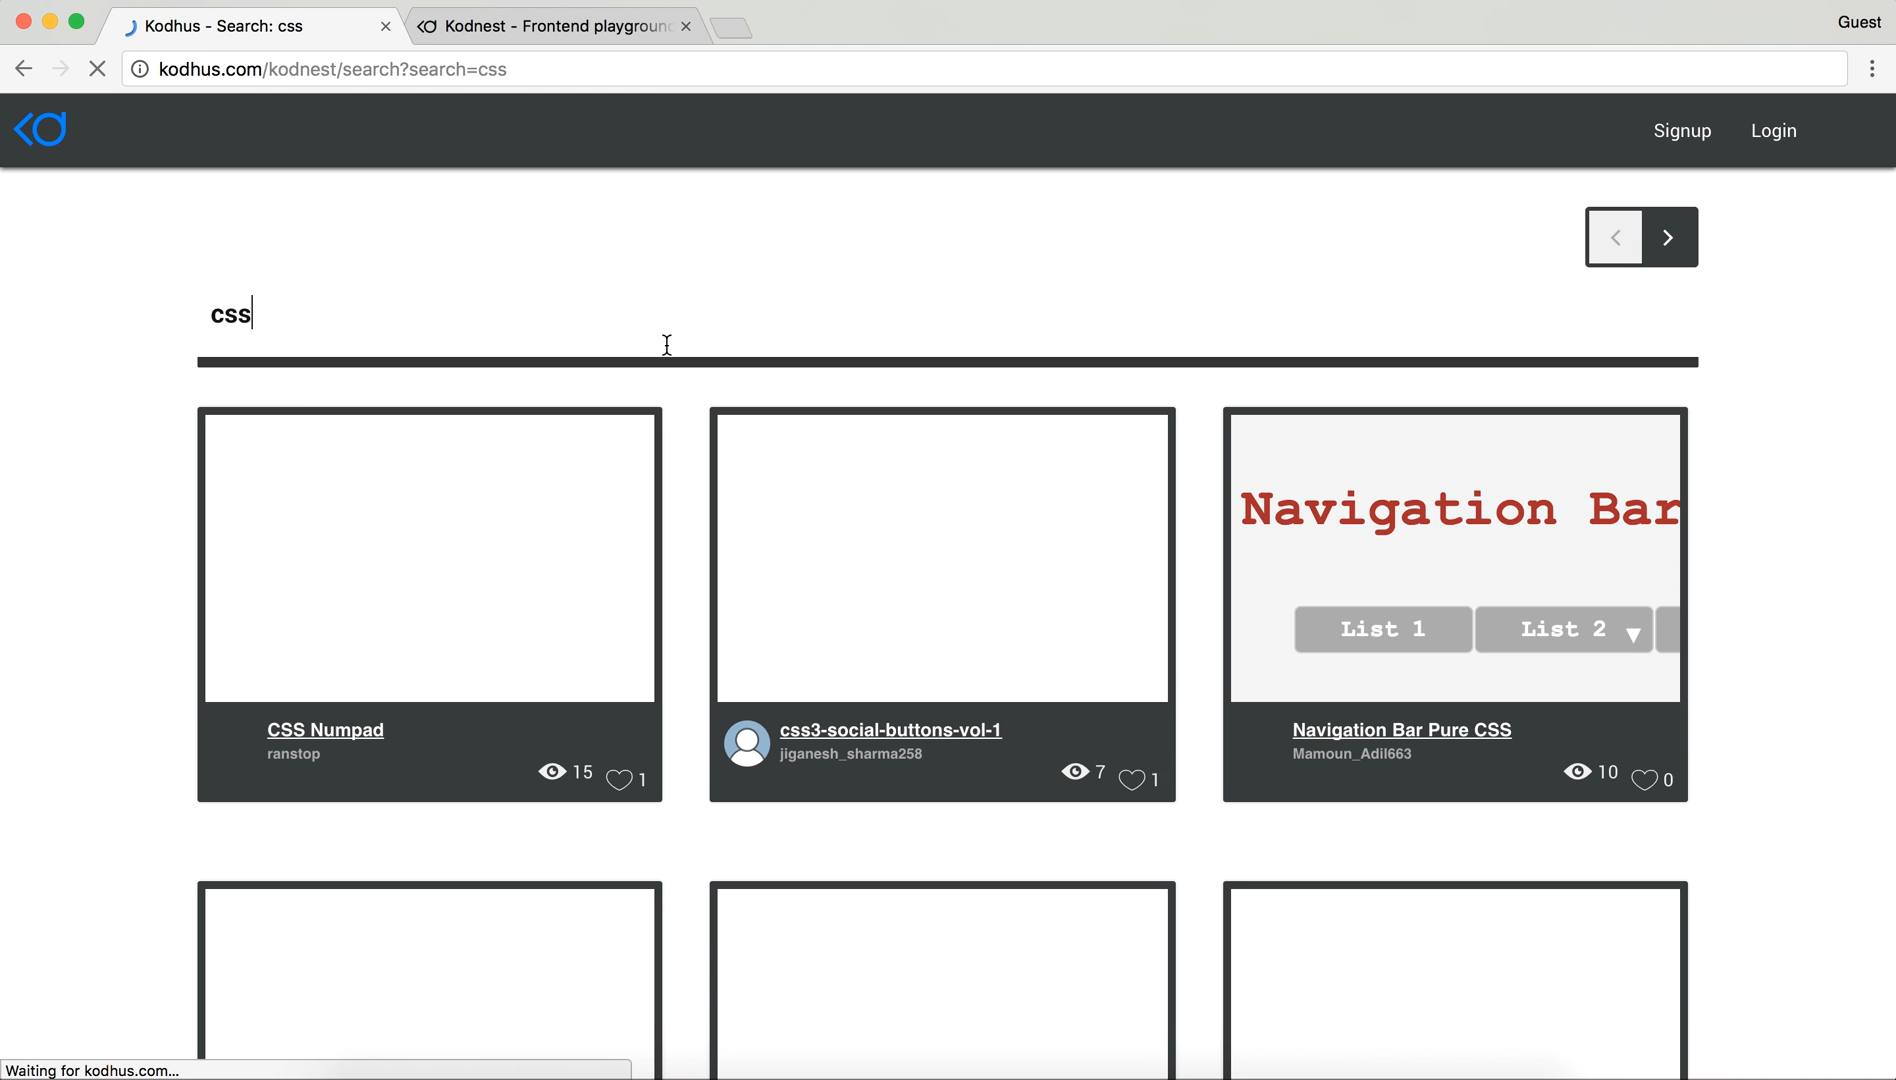 Kodhus - Search: css
Kodnest - Frontend playground
Guest
kodhus.com/kodnest/search?search=css
Signup
Login
css
Navigation Bar
List 1
List 2
CSS Numpad
ranstop
15
1
css3-social-buttons-vol-1
jiganesh_sharma258
7
1
Navigation Bar Pure CSS
Mamoun_Adil663
10
0
Waiting for kodhus.com...